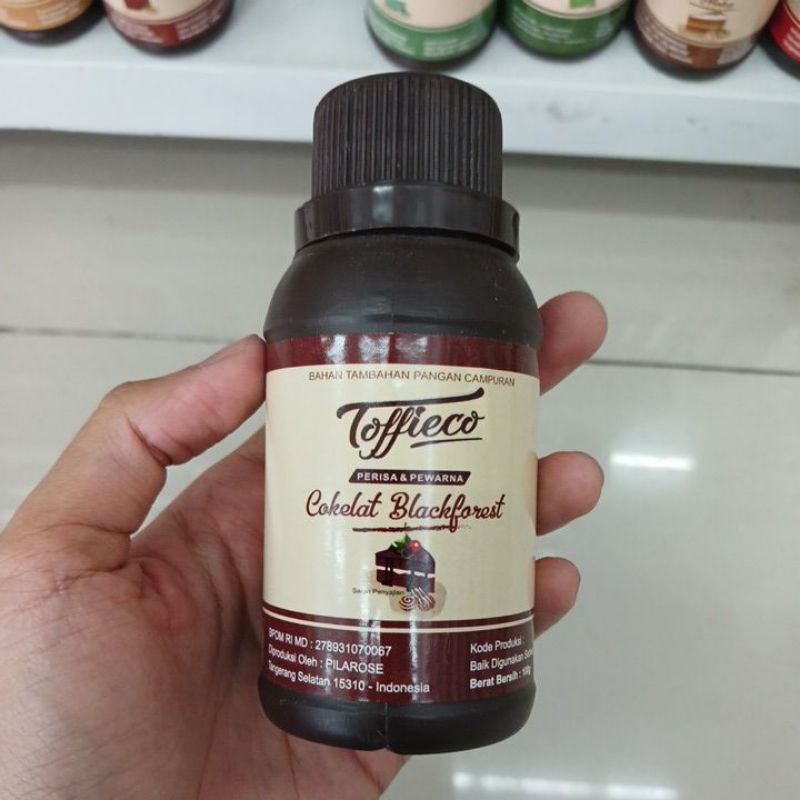 BAHAN TAMBAHAN PANGAN CAMPURAN
Toffieco
PERISA & PEWARNA
Cokelat Blackforest
Saran Penyajian
BPOM RI MD : 278931070067
Diproduksi Oleh : PILAROSE
Tangerang Selatan 15310 - Indonesia
Kode Produksi :
Baik Digunakan
Berat Bersih :